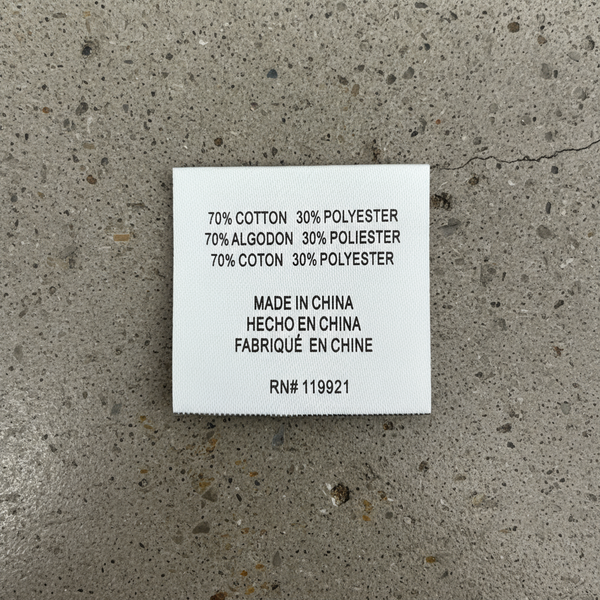 70% COTTON 30% POLYESTER
70% ALGODON 30% POLIESTER
70% COTON 30% POLYESTER
MADE IN CHINA
HECHO EN CHINA
FABRIQUÉ EN CHINE
RN# 119921